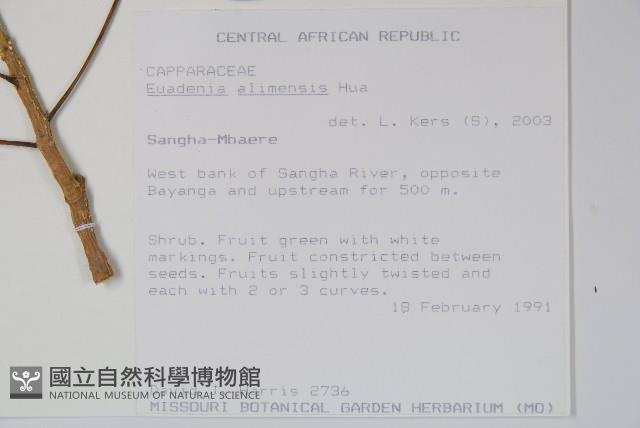 CENTRAL AFRICAN REPUBLIC
CAPPARACEAE
Euadenia alimensis Hua
det. L. Kers (S), 2003
Sangha-Mbaere
West bank of Sangha River, opposite
Bayanga and upstream for 500 m.
Shrub. Fruit green with white
markings. Fruit constricted between
seeds. Fruits slightly twisted and
each with 2 or 3 curves.
18 February 1991
Harris 2736
MISSOURI BOTANICAL GARDEN HERBARIUM (MO)
國立自然科學博物館
NATIONAL MUSEUM OF NATURAL SCIENCE